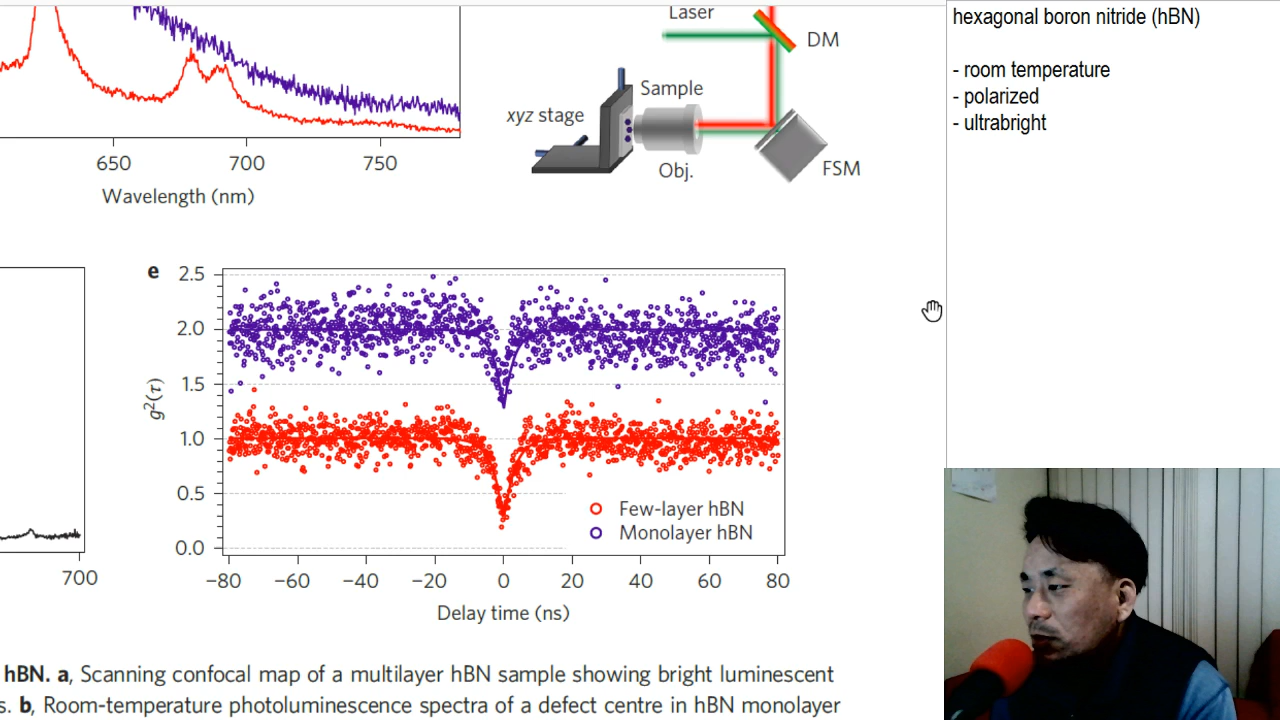 650
700
750
Wavelength (nm)
Laser
DM
Sample
xyz stage
Obj.
FSM
700
e
2.5
2.0
1.5
1.0
0.5
0.0
g²(τ)
Few-layer hBN
Monolayer hBN
−80
−60
−40
−20
0
20
40
60
80
Delay time (ns)
hBN. a, Scanning confocal map of a multilayer hBN sample showing bright luminescent
s. b, Room-temperature photoluminescence spectra of a defect centre in hBN monolayer
hexagonal boron nitride (hBN)
- room temperature
- polarized
- ultrabright